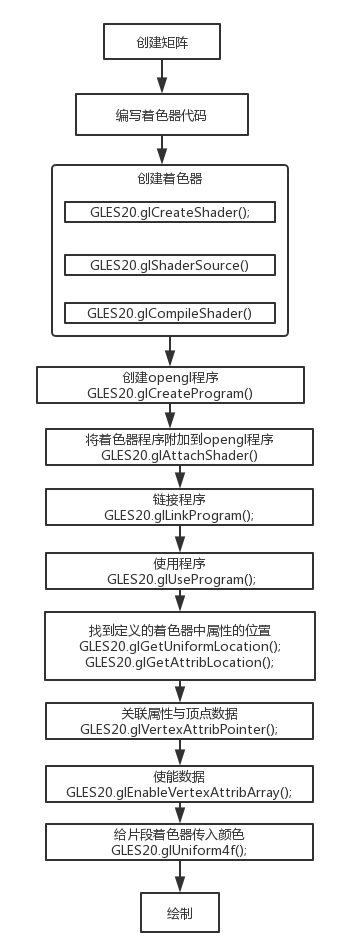 创建矩阵
编写着色器代码
创建着色器
GLES20.glCreateShader();
GLES20.glShaderSource()
GLES20.glCompileShader()
创建opengl程序
GLES20.glCreateProgram()
将着色器程序附加到opengl程序
GLES20.glAttachShader()
链接程序
GLES20.glLinkProgram();
使用程序
GLES20.glUseProgram();
找到定义的着色器中属性的位置
GLES20.glGetUniformLocation();
GLES20.glGetAttribLocation();
关联属性与顶点数据
GLES20.glVertexAttribPointer();
使能数据
GLES20.glEnableVertexAttribArray();
给片段着色器传入颜色
GLES20.glUniform4f();
绘制